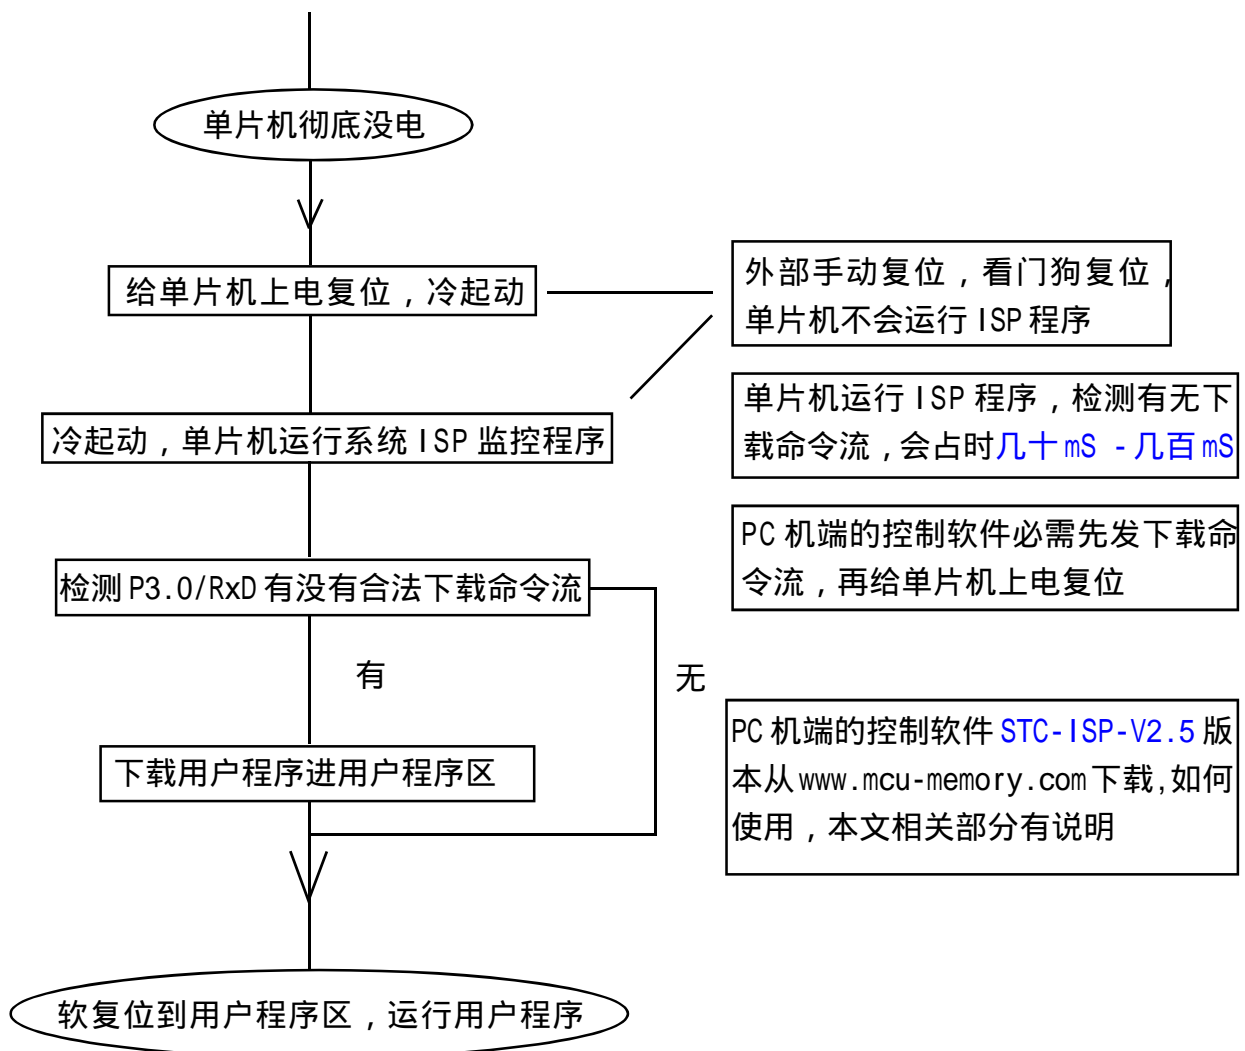 单片机彻底没电
给单片机上电复位，冷起动
外部手动复位，看门狗复位，
单片机不会运行 ISP 程序
冷起动，单片机运行系统 ISP 监控程序
单片机运行 ISP 程序，检测有无下
载命令流，会占时几十 mS - 几百 mS
PC 机端的控制软件必需先发下载命
令流，再给单片机上电复位
检测 P3.0/RxD 有没有合法下载命令流
有
无
下载用户程序进用户程序区
PC 机端的控制软件 STC-ISP-V2.5 版
本从 www.mcu-memory.com 下载,如何
使用，本文相关部分有说明
软复位到用户程序区，运行用户程序